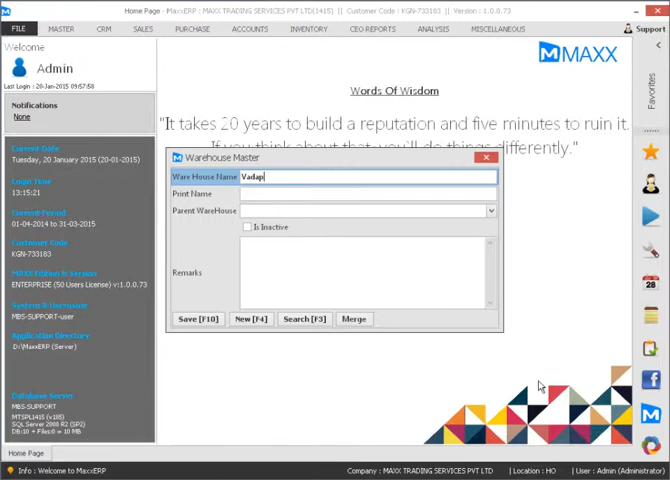 Home Page - MaxxERP : MAXX TRADING SERVICES PVT LTD(1415) || Customer Code : KGN-733183 || Version : 1.0.0.73
FILE MASTER CRM SALES PURCHASE ACCOUNTS INVENTORY CEO REPORTS ANALYSIS MISCELLANEOUS Support
Welcome
Admin
Last Login : 20-Jan-2015 09:57:58
Notifications
None
Current Date
Tuesday, 20 January 2015 (20-01-2015)
Login Time
13:15:21
Current Period
01-04-2014 to 31-03-2015
Customer Code
KGN-733183
MAXX Edition & Version
ENTERPRISE (50 Users License) v:1.0.0.73
System & Username
MBS-SUPPORT-user
Application Directory
D:\MaxxERP (Server)
Database Server
MBS-SUPPORT
MTSPL1415 (v185)
SQL Server 2008 R2 (SP2)
DB:10 + Files:0 = 10 MB
MAXX
Words Of Wisdom
"It takes 20 years to build a reputation and five minutes to ruin it.
If you think about that, you'll do things differently."
Warehouse Master
Ware House Name Vadap
Print Name
Parent WareHouse
Is Inactive
Remarks
Save [F10] New [F4] Search [F3] Merge
Favorites
28
Home Page
Info : Welcome to MaxxERP Company : MAXX TRADING SERVICES PVT LTD | Location : HO | User : Admin (Administrator)